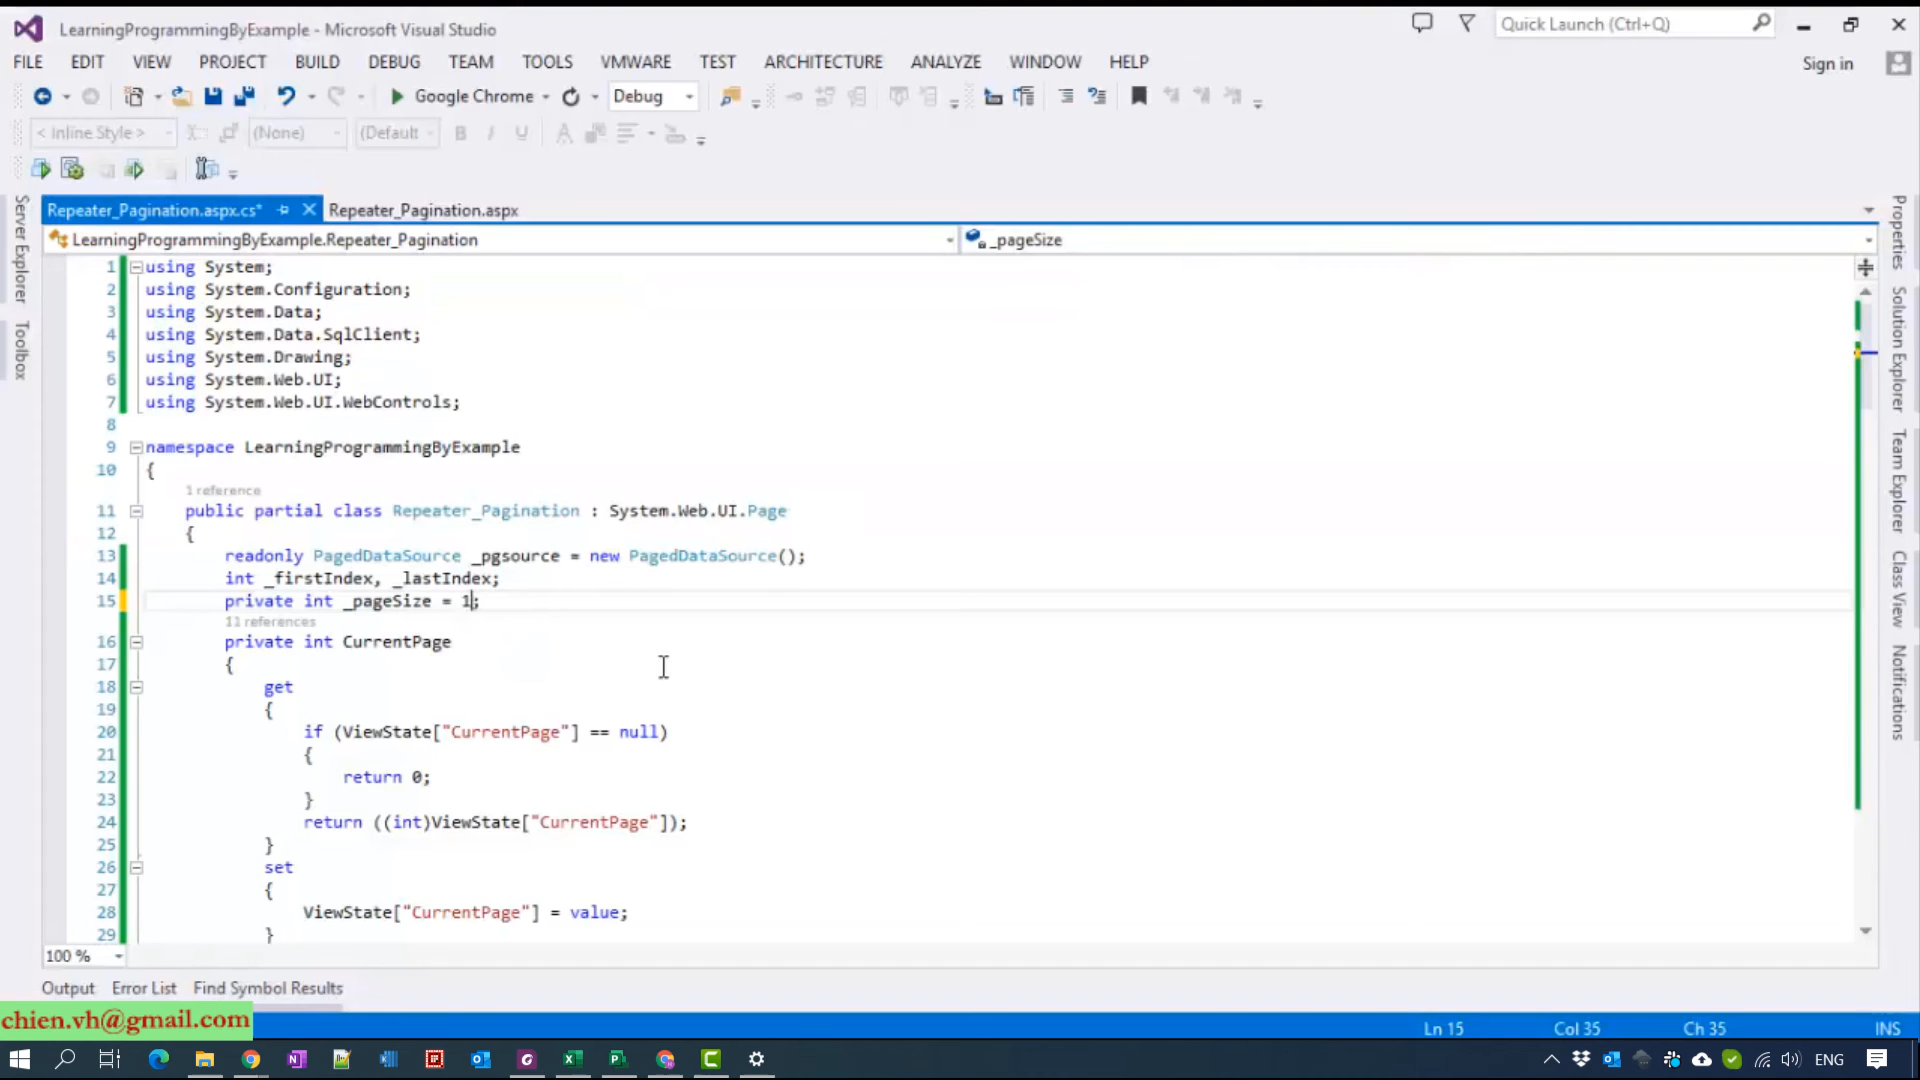 LearningProgrammingByExample - Microsoft Visual Studio
Quick Launch (Ctrl+Q)
FILE EDIT VIEW PROJECT BUILD DEBUG TEAM TOOLS VMWARE TEST ARCHITECTURE ANALYZE WINDOW HELP
Sign in
Google Chrome Debug
< Inline Style > (None) (Default B I U A
Repeater_Pagination.aspx.cs* Repeater_Pagination.aspx
LearningProgrammingByExample.Repeater_Pagination _pageSize
Server Explorer
Toolbox
Properties
Solution Explorer
Team Explorer
Class View
Notifications
1 using System;
2 using System.Configuration;
3 using System.Data;
4 using System.Data.SqlClient;
5 using System.Drawing;
6 using System.Web.UI;
7 using System.Web.UI.WebControls;
8
9 namespace LearningProgrammingByExample
10 {
1 reference
11 public partial class Repeater_Pagination : System.Web.UI.Page
12 {
13 readonly PagedDataSource _pgsource = new PagedDataSource();
14 int _firstIndex, _lastIndex;
15 private int _pageSize = 1;
11 references
16 private int CurrentPage
17 {
18 get
19 {
20 if (ViewState["CurrentPage"] == null)
21 {
22 return 0;
23 }
24 return ((int)ViewState["CurrentPage"]);
25 }
26 set
27 {
28 ViewState["CurrentPage"] = value;
29 }
100 %
Output Error List Find Symbol Results
chien.vh@gmail.com
Ln 15 Col 35 Ch 35 INS
ENG